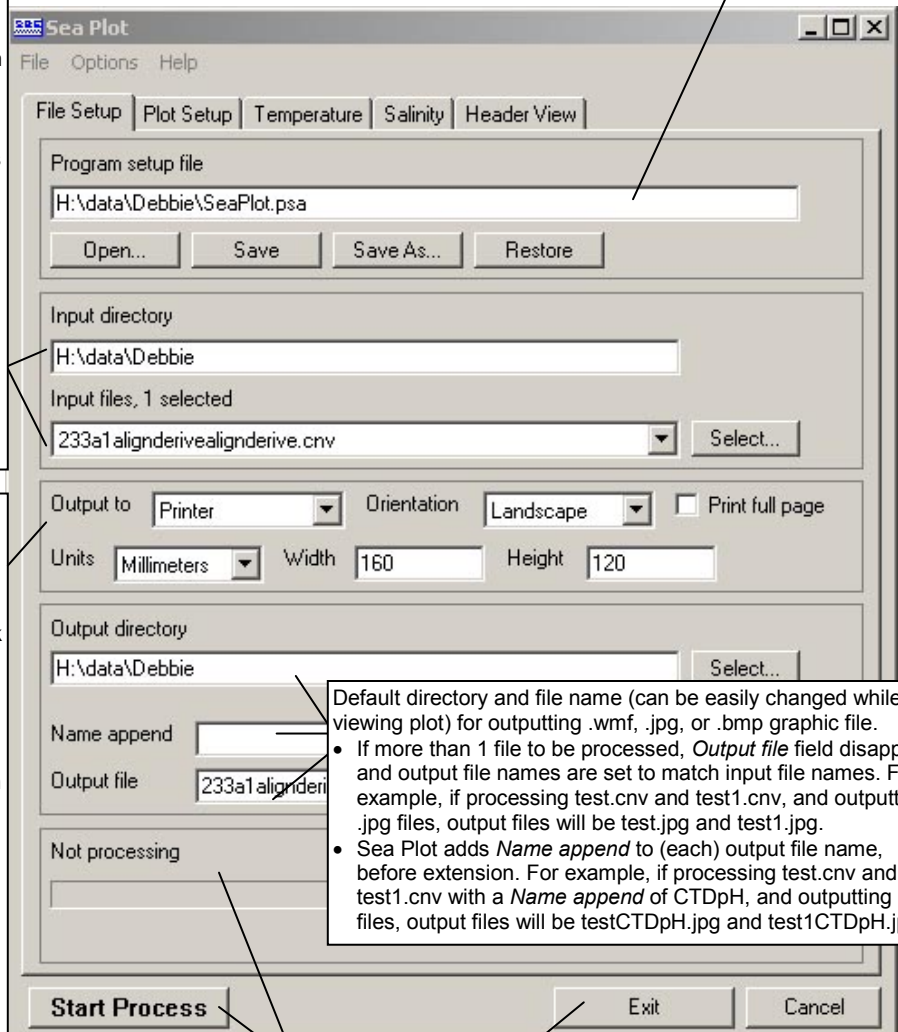 Sea Plot
File Options Help
File Setup Plot Setup Temperature Salinity Header View
Program setup file
H:\data\Debbie\SeaPlot.psa
Open... Save Save As... Restore
Input directory
H:\data\Debbie
Input files, 1 selected
233a1alignderivealignderive.cnv Select...
Output to Printer Orientation Landscape Print full page
Units Millimeters Width 160 Height 120
Output directory
H:\data\Debbie Select...
Name append
Output file 233a1alignderi
Default directory and file name (can be easily changed while
viewing plot) for outputting .wmf, .jpg, or .bmp graphic file.
• If more than 1 file to be processed, Output file field
and output file names are set to match input file names.
example, if processing test.cnv and test1.cnv, and
.jpg files, output files will be test.jpg and test1.jpg.
• Sea Plot adds Name append to (each) output file name,
before extension. For example, if processing test.cnv and
test1.cnv with a Name append of CTDpH, and outputting
files, output files will be testCTDpH.jpg and
Not processing
Start Process Exit Cancel